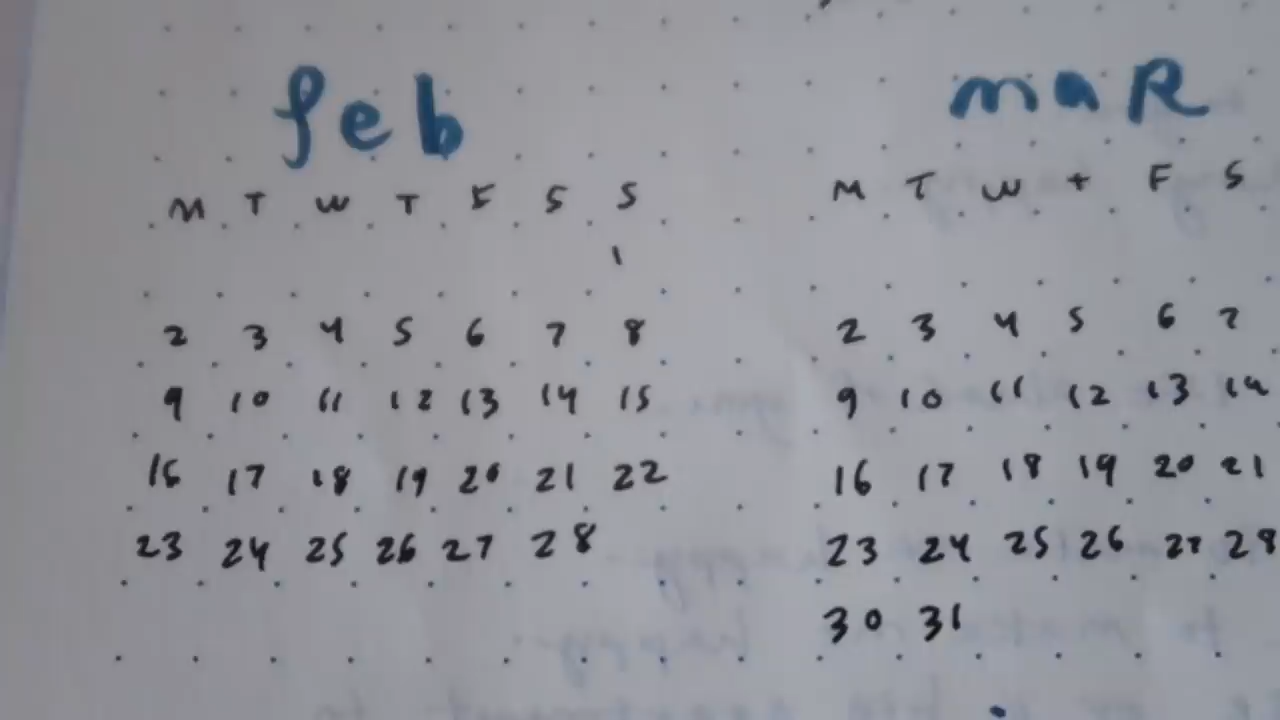 feb
M T W T F S S
1
2 3 4 5 6 7 8
9 10 11 12 13 14 15
16 17 18 19 20 21 22
23 24 25 26 27 28
maR
M T W t F S
2 3 4 5 6 7
9 10 11 12 13 14
16 17 18 19 20 21
23 24 25 26 27 28
30 31